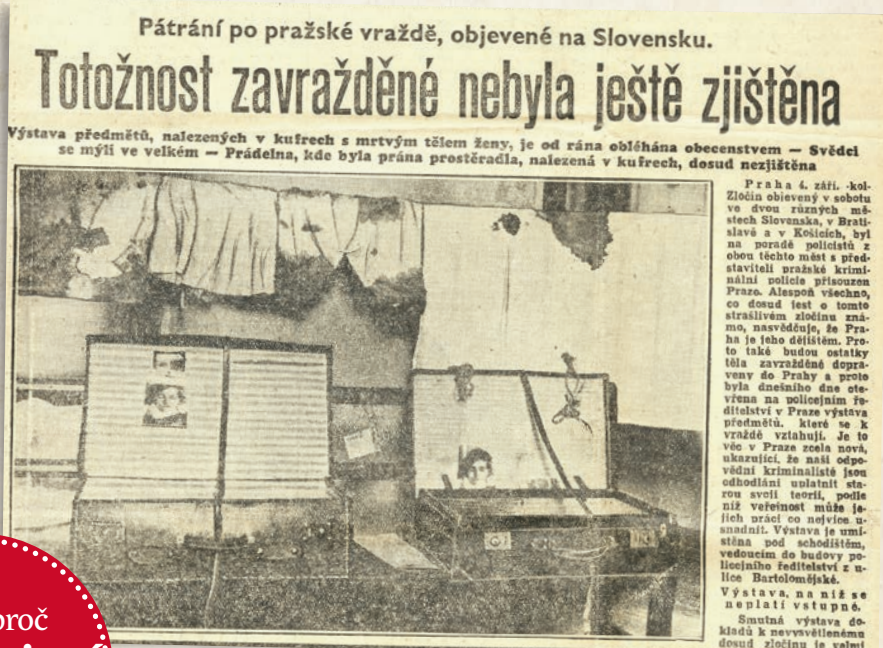 Pátrání po pražské vraždě, objevené na Slovensku.
Totožnost zavražděné nebyla ještě zjištěna
Výstava předmětů, nalezených v kufrech s mrtvým tělem ženy, je od rána obléhána obecenstvem — Svědci
se mýlí ve velkém — Prádelna, kde byla prána prostěradla, nalezená v kufrech, dosud nezjištěna
Praha 4. září. -kol-
Zločin objevený v sobotu
ve dvou různých mě-
stech Slovenska, v Brati-
slavě a v Košicích, byl
na poradě policistů z
obou těchto měst s před-
staviteli pražské krimi-
nální policie přisouzen
Praze. Alespoň všechno,
co dosud jest o tomto
strašlivém zločinu zná-
mo, nasvědčuje, že Pra-
ha je jeho dějištěm. Pro-
to také budou ostatky
těla zavražděné dopra-
veny do Prahy a proto
byla dnešního dne ote-
vřena na policejním ře-
ditelství v Praze výstava
předmětů, které se k
vraždě vztahují. Je to
věc v Praze zcela nová,
ukazující, že naši odpo-
vědní kriminalisté jsou
odhodláni uplatnit sta-
rou svoji teorii, podle
níž veřejnost může je-
jich práci co nejvíce u-
snadnit. Výstava je umí-
stěna pod schodištěm,
vedoucím do budovy po-
licejního ředitelství z u-
lice Bartolomějské.
Výstava, na niž se
neplatí vstupné.
Smutná výstava do-
kladů k nevysvětlenému
dosud zločinu je velmi
proč